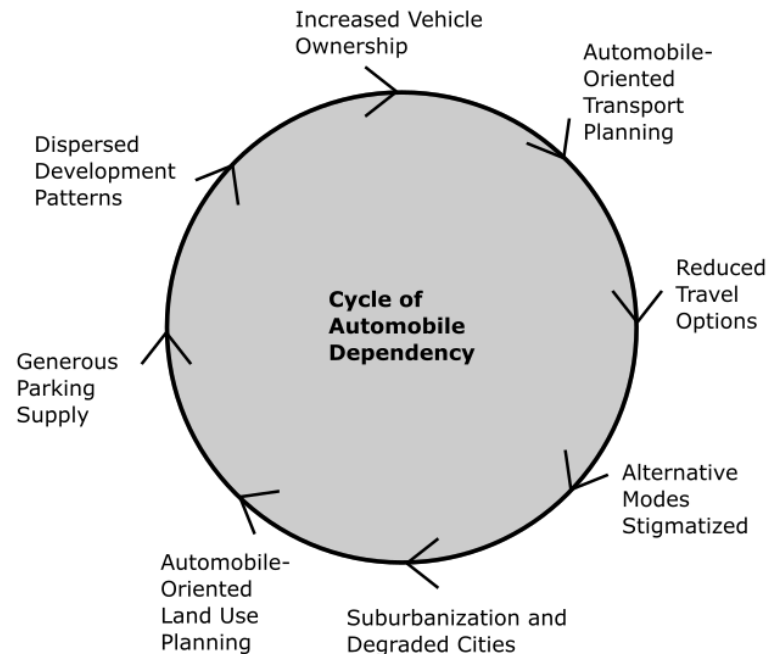 Increased Vehicle
Ownership
Automobile-
Oriented
Transport
Planning
Reduced
Travel
Options
Alternative
Modes
Stigmatized
Suburbanization and
Degraded Cities
Automobile-
Oriented
Land Use
Planning
Generous
Parking
Supply
Dispersed
Development
Patterns
Cycle of
Automobile
Dependency